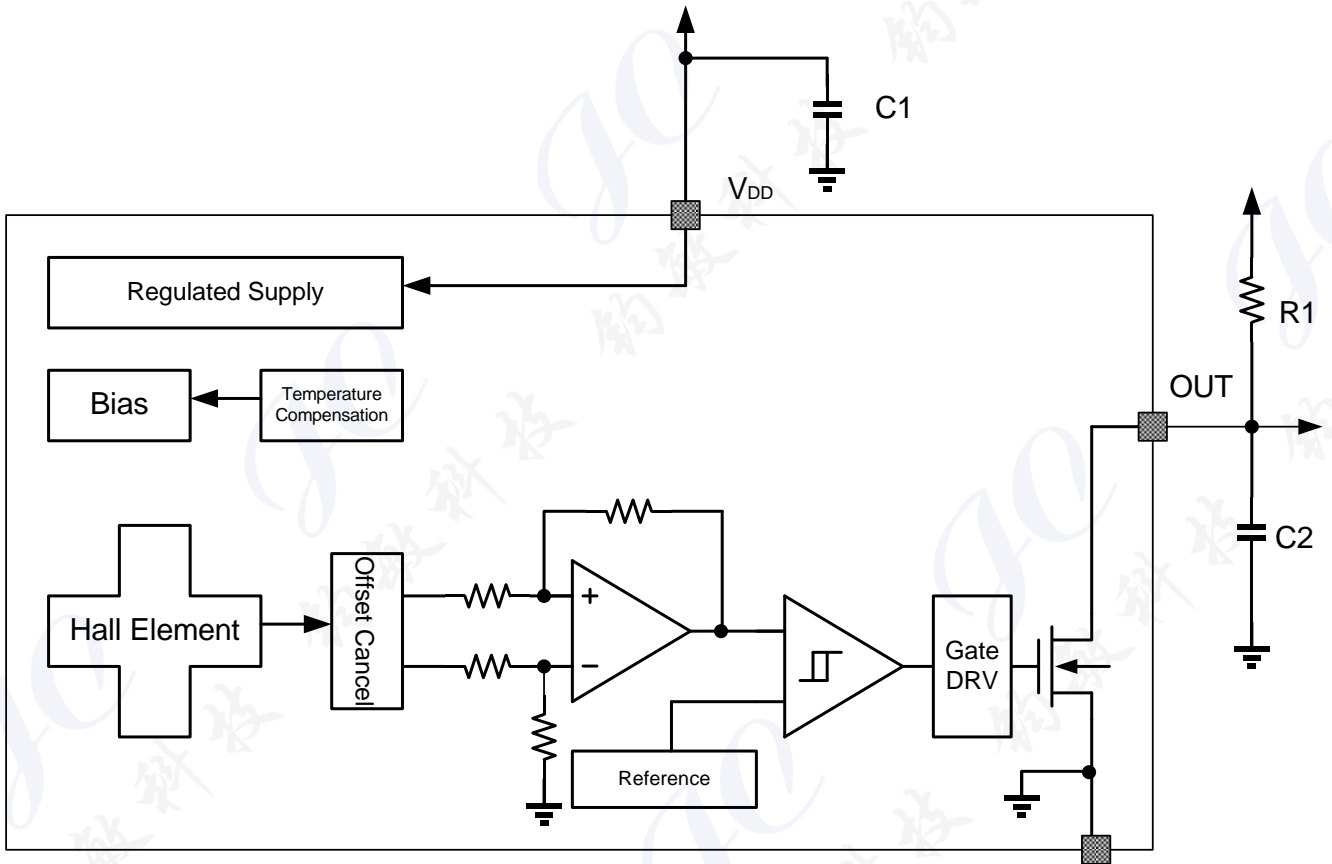 C1
VDD
Regulated Supply
R1
Bias
Temperature
Compensation
OUT
Hall Element
Offset Cancel
+
−
C2
Gate
DRV
Reference